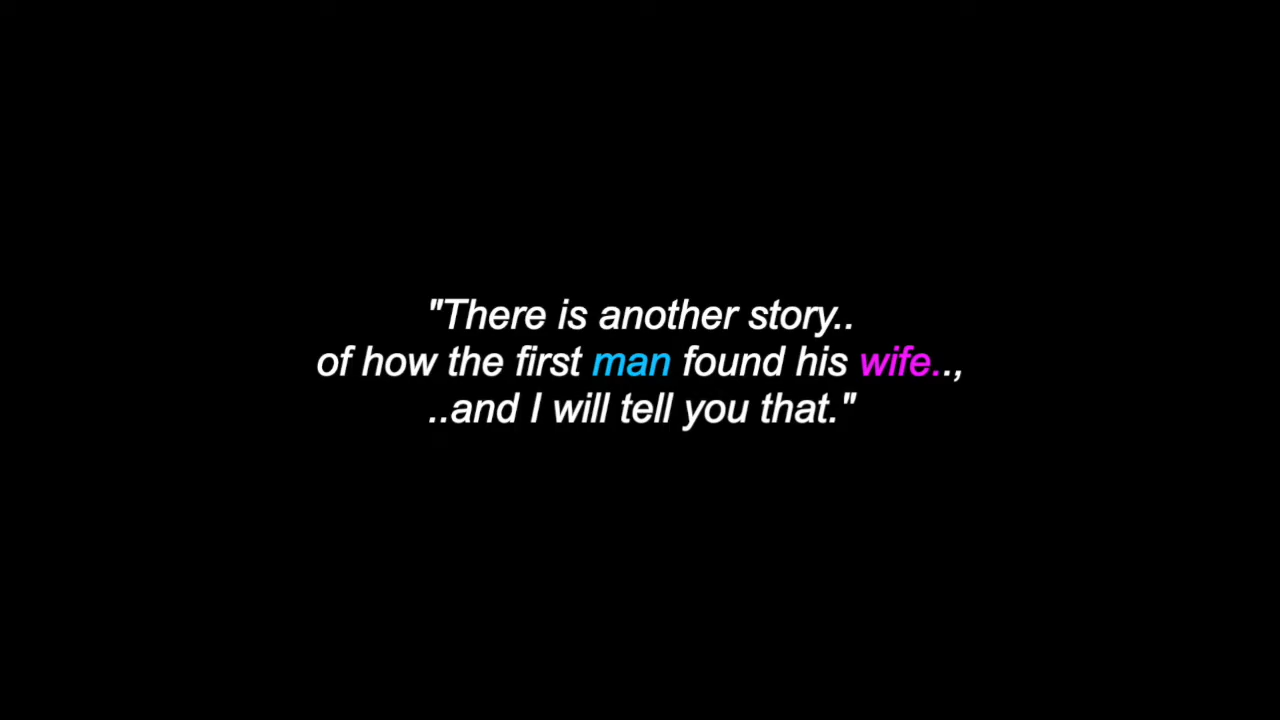 "There is another story..
of how the first man found his wife..,
..and I will tell you that."